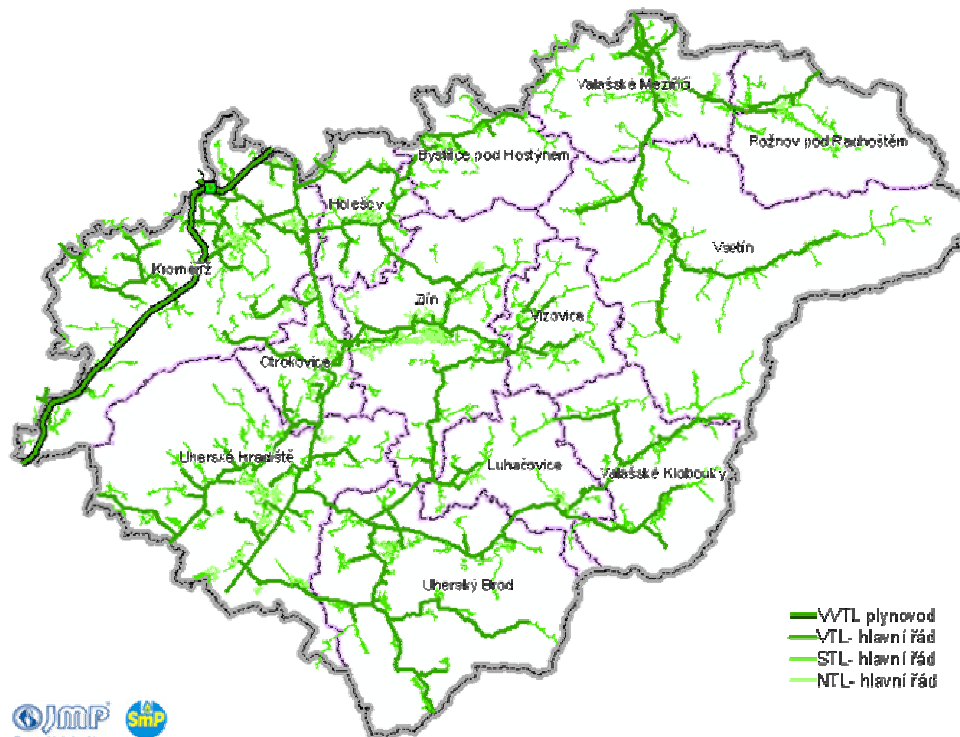 Valašské Meziříčí
Rožnov pod Radhoštěm
Bystřice pod Hostýnem
Holešov
Vsetín
Kroměříž
Zlín
Vizovice
Otrokovice
Uherské Hradiště
Luhačovice
Valašské Klobouky
Uherský Brod
VVTL plynovod
VTL- hlavní řád
STL- hlavní řád
NTL- hlavní řád
JMP
SmP